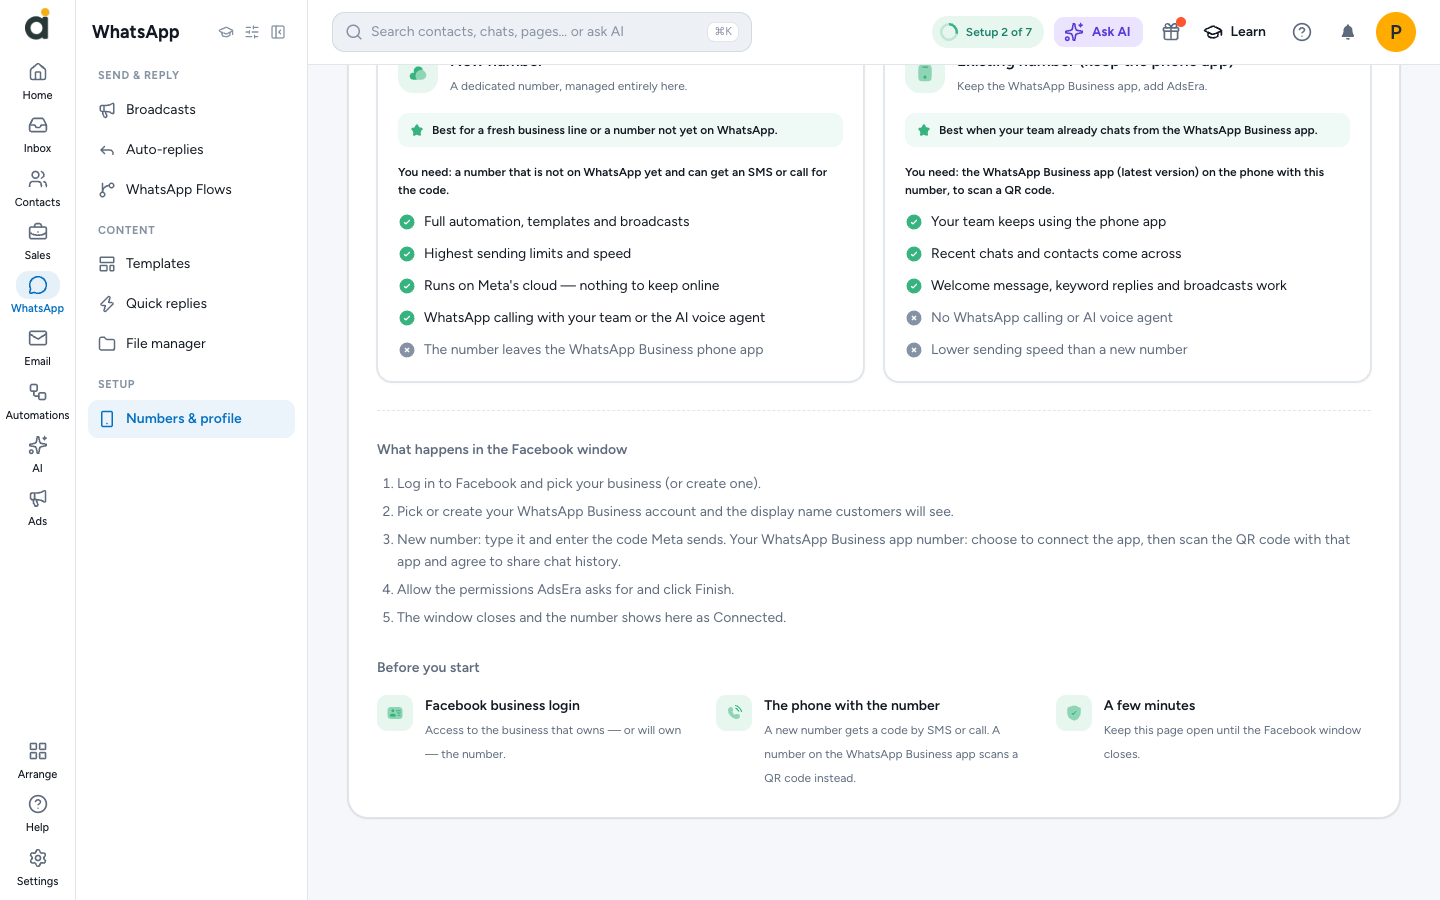 WhatsApp
Search contacts, chats, pages... or ask AI
⌘K
Setup 2 of 7
Ask AI
Learn
P
Home
Inbox
Contacts
Sales
WhatsApp
Email
Automations
AI
Ads
Arrange
Help
Settings
SEND & REPLY
Broadcasts
Auto-replies
WhatsApp Flows
CONTENT
Templates
Quick replies
File manager
SETUP
Numbers & profile
New number
A dedicated number, managed entirely here.
Best for a fresh business line or a number not yet on WhatsApp.
You need: a number that is not on WhatsApp yet and can get an SMS or call for
the code.
Full automation, templates and broadcasts
Highest sending limits and speed
Runs on Meta's cloud — nothing to keep online
WhatsApp calling with your team or the AI voice agent
The number leaves the WhatsApp Business phone app
Existing number (keep the phone app)
Keep the WhatsApp Business app, add AdsEra.
Best when your team already chats from the WhatsApp Business app.
You need: the WhatsApp Business app (latest version) on the phone with this
number, to scan a QR code.
Your team keeps using the phone app
Recent chats and contacts come across
Welcome message, keyword replies and broadcasts work
No WhatsApp calling or AI voice agent
Lower sending speed than a new number
What happens in the Facebook window
1. Log in to Facebook and pick your business (or create one).
2. Pick or create your WhatsApp Business account and the display name customers will see.
3. New number: type it and enter the code Meta sends. Your WhatsApp Business app number: choose to connect the app, then scan the QR code with that
app and agree to share chat history.
4. Allow the permissions AdsEra asks for and click Finish.
5. The window closes and the number shows here as Connected.
Before you start
Facebook business login
Access to the business that owns — or will own
— the number.
The phone with the number
A new number gets a code by SMS or call. A
number on the WhatsApp Business app scans a
QR code instead.
A few minutes
Keep this page open until the Facebook window
closes.